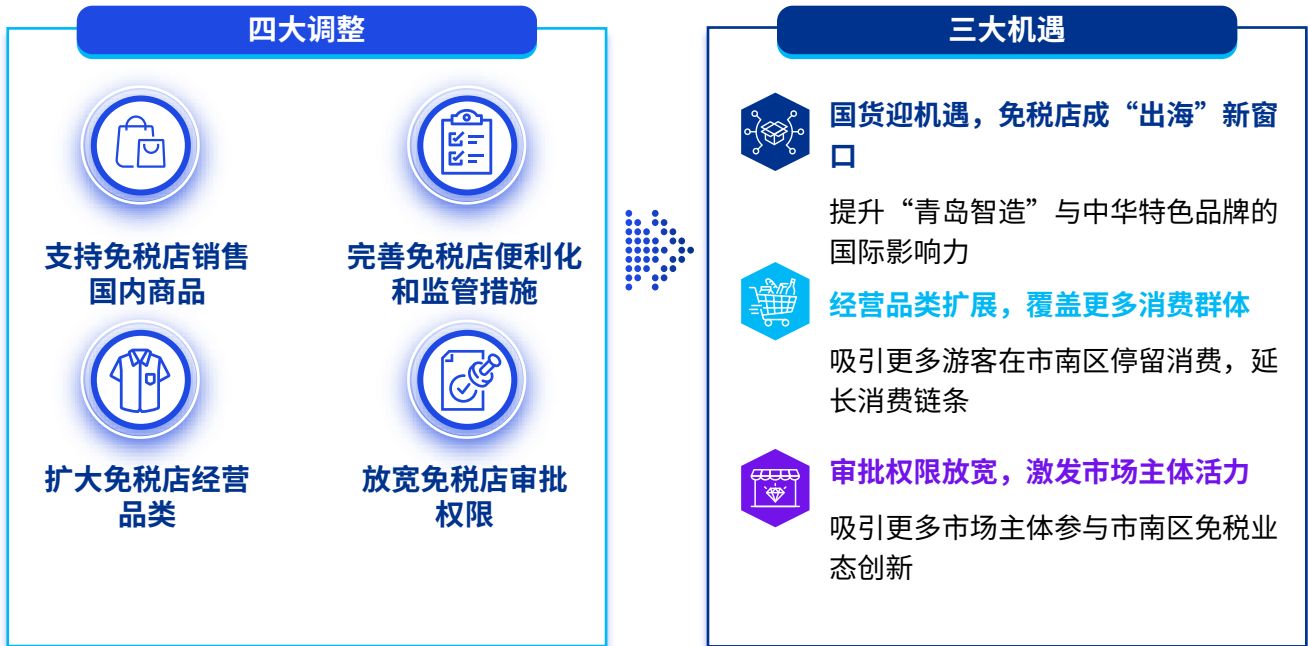 四大调整
支持免税店销售
国内商品
完善免税店便利化
和监管措施
扩大免税店经营
品类
放宽免税店审批
权限
三大机遇
国货迎机遇，免税店成“出海”新窗
口
提升“青岛智造”与中华特色品牌的
国际影响力
经营品类扩展，覆盖更多消费群体
吸引更多游客在市南区停留消费，延
长消费链条
审批权限放宽，激发市场主体活力
吸引更多市场主体参与市南区免税业
态创新